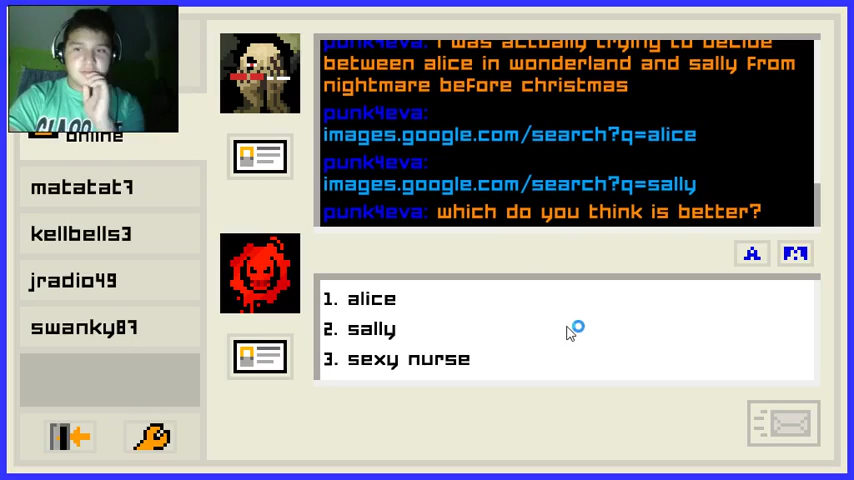 CLASS
online
matatat7
kellbells3
jradio49
swanky87
punk4eva: i was actually trying to decide
between alice in wonderland and sally from
nightmare before christmas
punk4eva:
images.google.com/search?q=alice
punk4eva:
images.google.com/search?q=sally
punk4eva: which do you think is better?
A M
1. alice
2. sally
3. sexy nurse